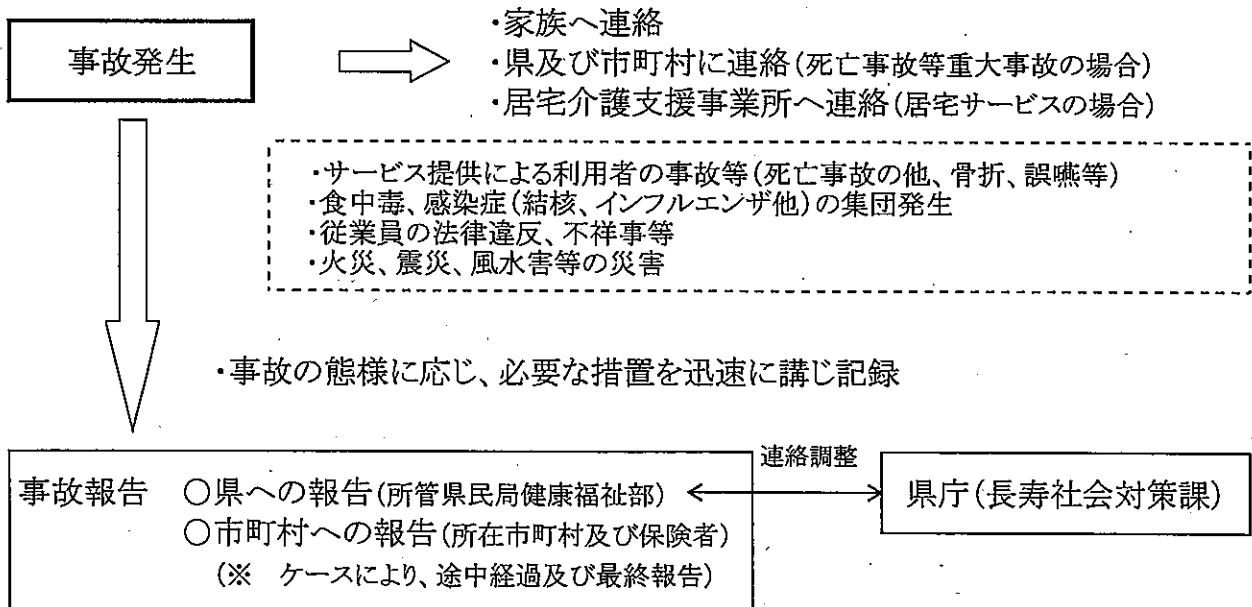 事故発生
・家族へ連絡
・県及び市町村に連絡(死亡事故等重大事故の場合)
・居宅介護支援事業所へ連絡(居宅サービスの場合)
・サービス提供による利用者の事故等(死亡事故の他、骨折、誤嚥等)
・食中毒、感染症(結核、インフルエンザ他)の集団発生
・従業員の法律違反、不祥事等
・火災、震災、風水害等の災害
・事故の態様に応じ、必要な措置を迅速に講じ記録
事故報告 ○県への報告(所管県民局健康福祉部)
○市町村への報告(所在市町村及び保険者)
(※ ケースにより、途中経過及び最終報告)
連絡調整
県庁(長寿社会対策課)